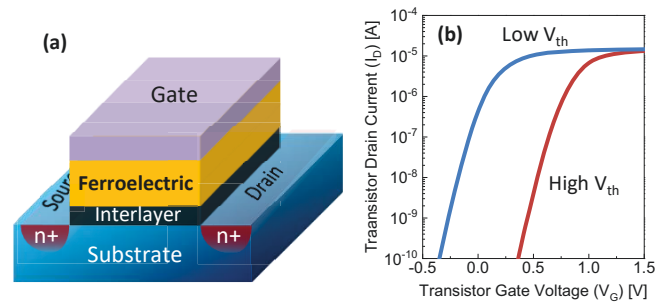 (a)
Gate
Ferroelectric
Interlayer
Source
Drain
n+
n+
Substrate
(b)
Low V_th
High V_th
Traansistor Drain Current (I_D) [A]
10^-4
10^-5
10^-6
10^-7
10^-8
10^-9
10^-10
-0.5
0.0
0.5
1.0
1.5
Transistor Gate Voltage (V_G) [V]